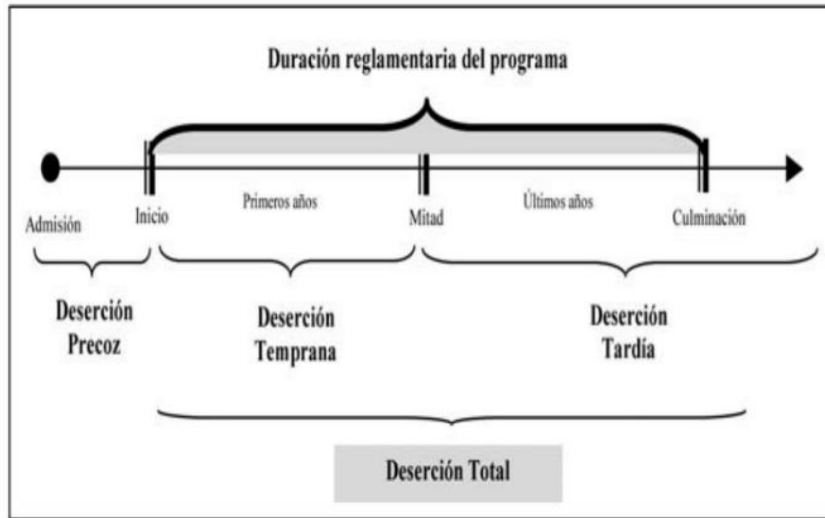 Duración reglamentaria del programa
Admisión
Inicio
Primeros años
Mitad
Últimos años
Culminación
Deserción
Precoz
Deserción
Temprana
Deserción
Tardía
Deserción Total